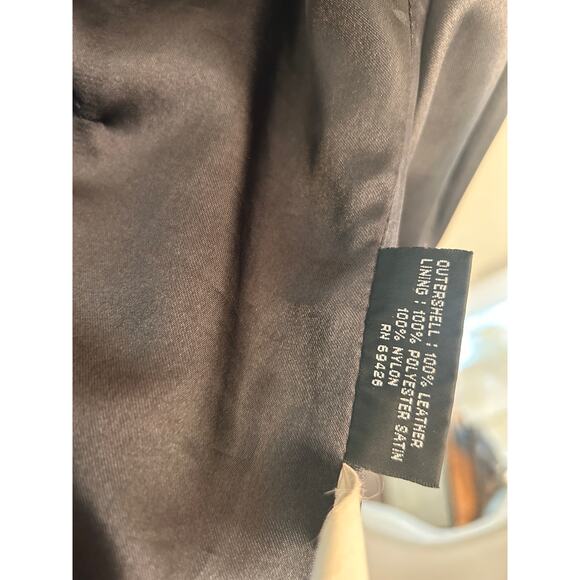 OUTERSHELL : 100% LEATHER
LINING : 100% POLYESTER SATIN
100% NYLON
RN 69426